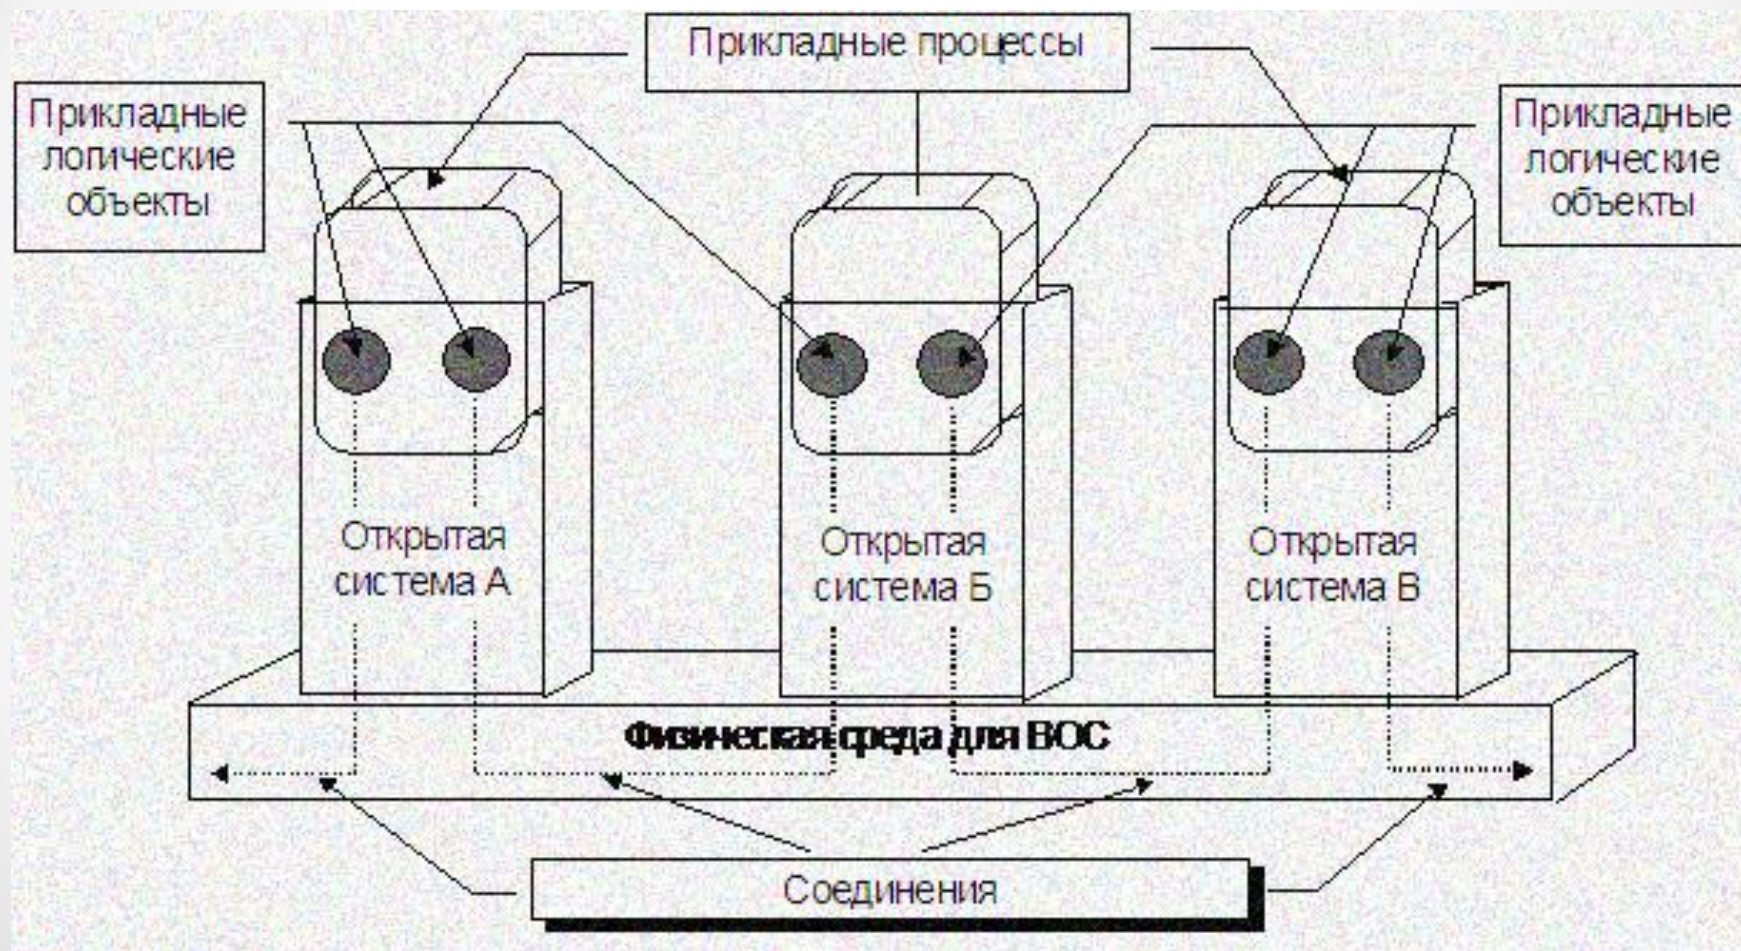 Прикладные процессы
Прикладные
логические
объекты
Прикладные
логические
объекты
Открытая
система А
Открытая
система Б
Открытая
система В
Физическая среда для ВОС
Соединения